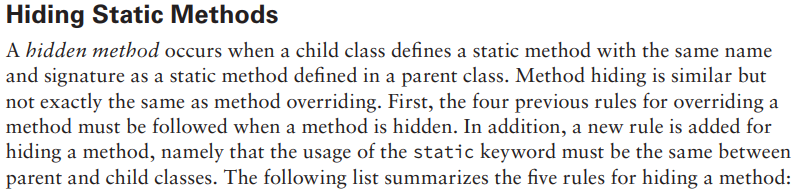 Hiding Static Methods
A hidden method occurs when a child class defines a static method with the same name
and signature as a static method defined in a parent class. Method hiding is similar but
not exactly the same as method overriding. First, the four previous rules for overriding a
method must be followed when a method is hidden. In addition, a new rule is added for
hiding a method, namely that the usage of the static keyword must be the same between
parent and child classes. The following list summarizes the five rules for hiding a method: